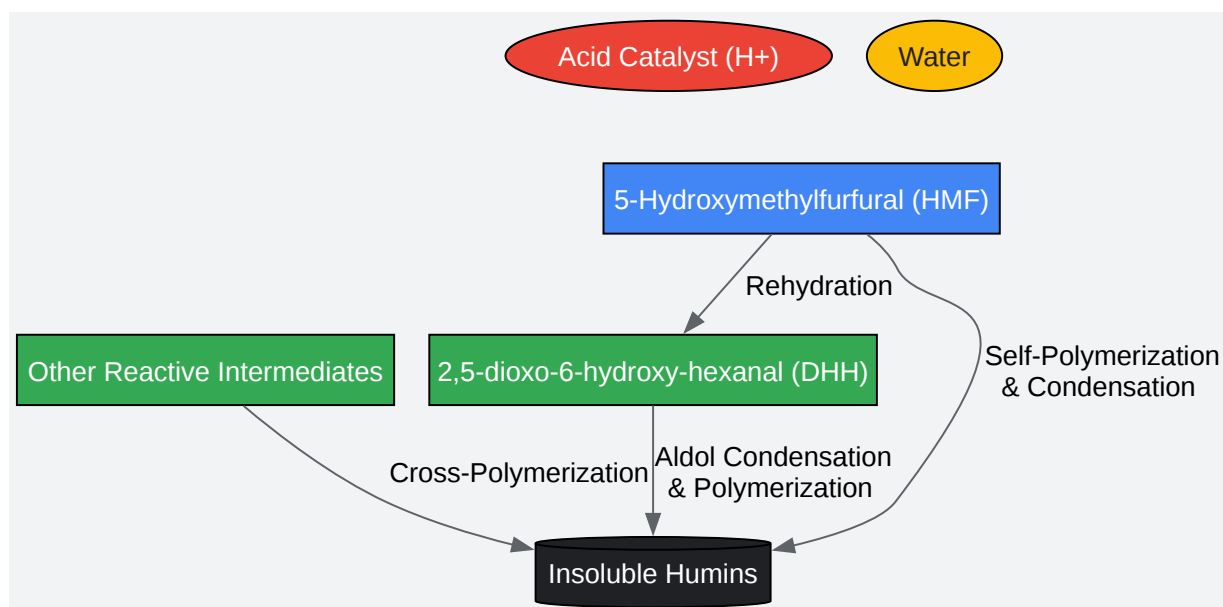 Acid Catalyst (H+)
Water
5-Hydroxymethylfurfural (HMF)
Rehydration
Other Reactive Intermediates
2,5-dioxo-6-hydroxy-hexanal (DHH)
Self-Polymerization
& Condensation
Cross-Polymerization
Aldol Condensation
& Polymerization
Insoluble Humins